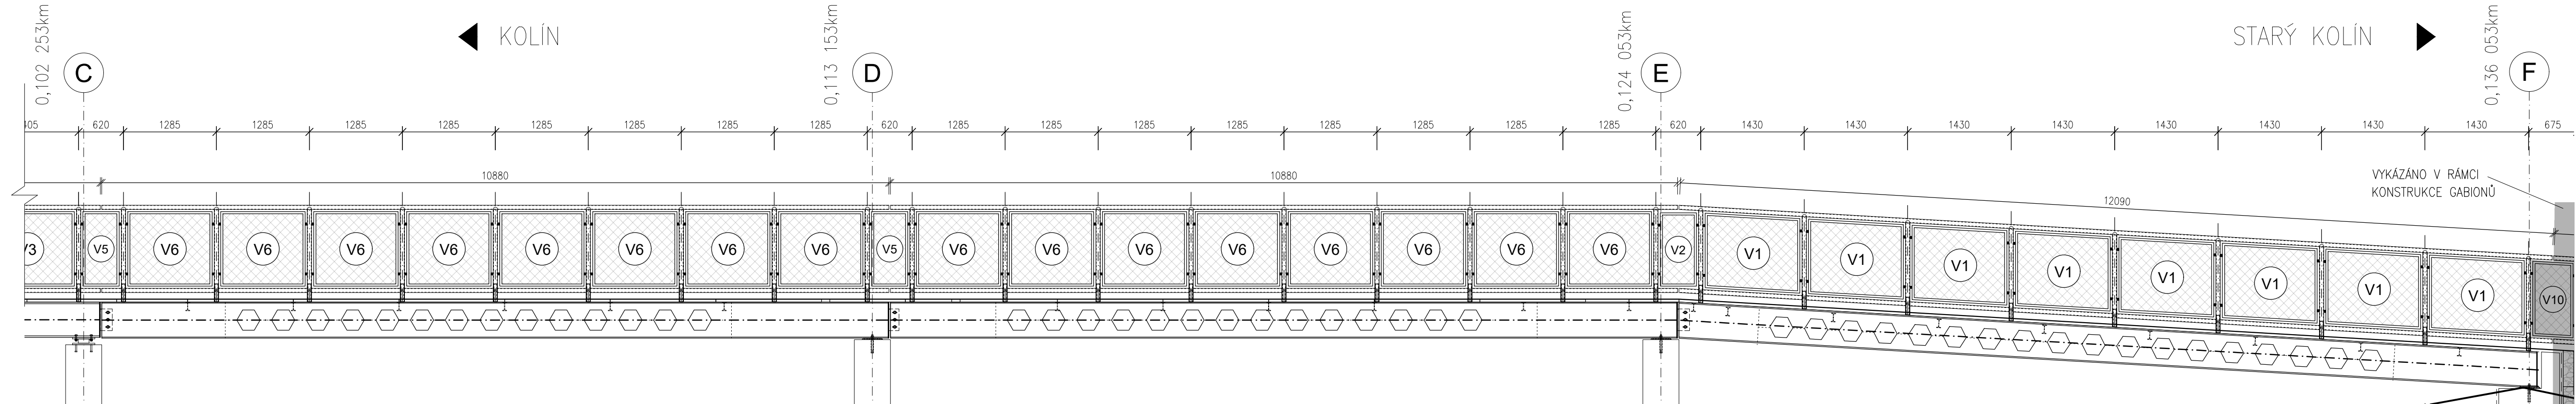 0,102 253km
KOLÍN
0,113 153km
0,124 053km
STARÝ KOLÍN
0,136 053km
C
D
E
F
405 620 1285 1285 1285 1285 1285 1285 1285 1285 620 1285 1285 1285 1285 1285 1285 1285 1285 620 1430 1430 1430 1430 1430 1430 1430 1430 675
10880
10880
12090
VYKÁZÁNO V RÁMCI
KONSTRUKCE GABIONŮ
V3 V5 V6 V6 V6 V6 V6 V6 V6 V6 V5 V6 V6 V6 V6 V6 V6 V6 V6 V2 V1 V1 V1 V1 V1 V1 V1 V1 V10